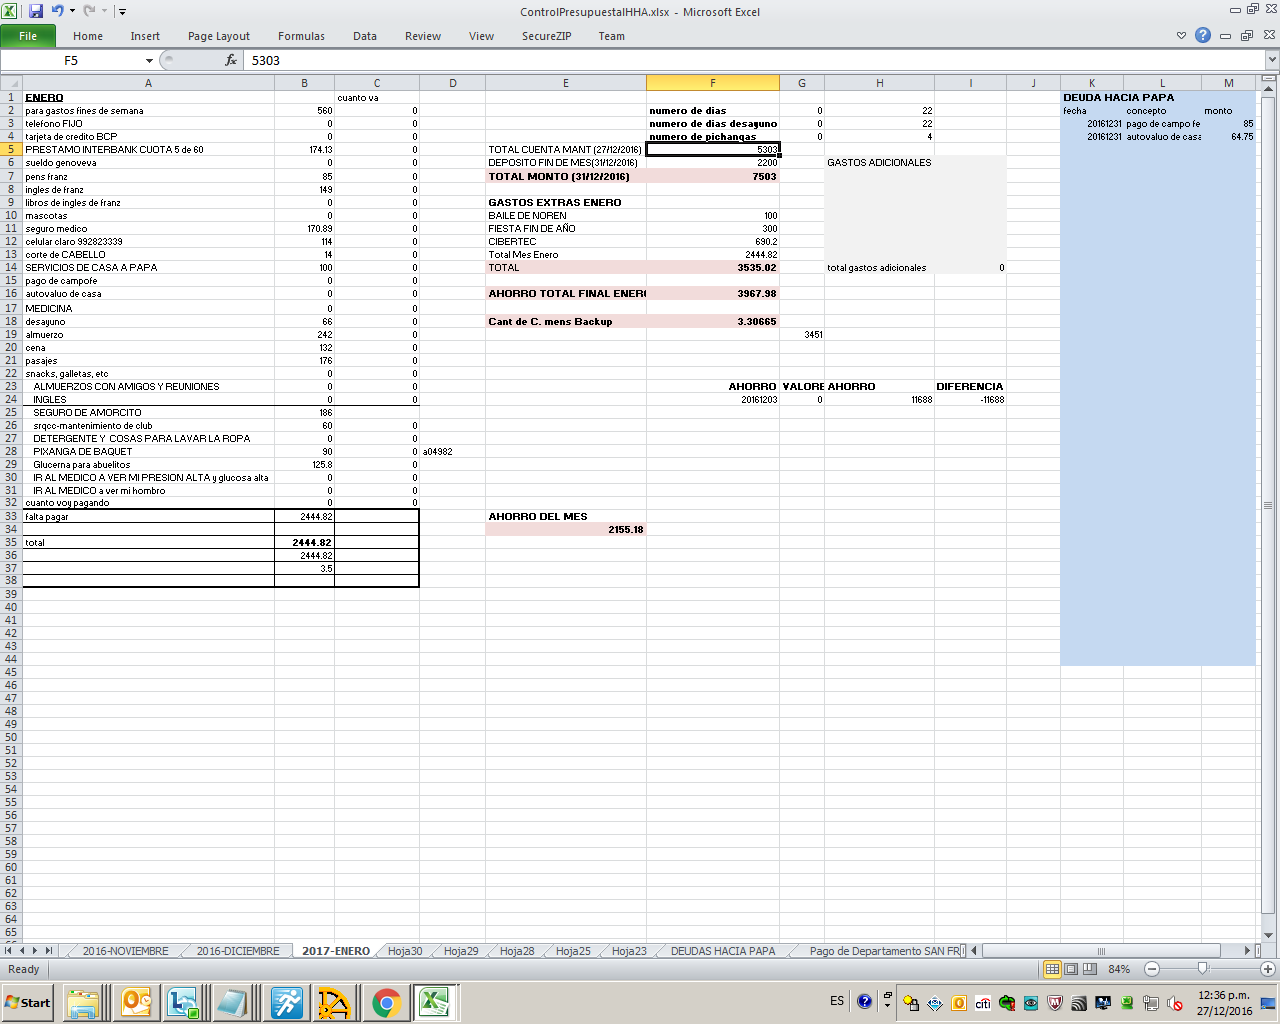 ControlPresupuestalHHA.xlsx - Microsoft Excel
File Home Insert Page Layout Formulas Data Review View SecureZIP Team
F5 fx 5303
A B C D E F G H I J K L M
1 ENERO cuanto va DEUDA HACIA PAPA
2 para gastos fines de semana 560 0 numero de dias 0 22 fecha concepto monto
3 telefono FIJO 0 0 numero de dias desayuno 0 22 20161231 pago de campo fe 85
4 tarjeta de credito BCP 0 0 numero de pichangas 0 4 20161231 autovaluo de casa 64.75
5 PRESTAMO INTERBANK CUOTA 5 de 60 174.13 0 TOTAL CUENTA MANT (27/12/2016) 5303
6 sueldo genoveva 0 0 DEPOSITO FIN DE MES(31/12/2016) 2200 GASTOS ADICIONALES
7 pens franz 85 0 TOTAL MONTO (31/12/2016) 7503
8 ingles de franz 149 0
9 libros de ingles de franz 0 0 GASTOS EXTRAS ENERO
10 mascotas 0 0 BAILE DE NOREN 100
11 seguro medico 170.89 0 FIESTA FIN DE AÑO 300
12 celular claro 992823339 114 0 CIBERTEC 690.2
13 corte de CABELLO 14 0 Total Mes Enero 2444.82
14 SERVICIOS DE CASA A PAPA 100 0 TOTAL 3535.02 total gastos adicionales 0
15 pago de campofe 0 0
16 autovaluo de casa 0 0 AHORRO TOTAL FINAL ENER 3967.98
17 MEDICINA 0 0
18 desayuno 66 0 Cant de C. mens Backup 3.30665
19 almuerzo 242 0 3451
20 cena 132 0
21 pasajes 176 0
22 snacks, galletas, etc 0 0
23 ALMUERZOS CON AMIGOS Y REUNIONES 0 0 AHORRO VALORE AHORRO DIFERENCIA
24 INGLES 0 0 20161203 0 11688 -11688
25 SEGURO DE AMORCITO 186
26 srqcc-mantenimiento de club 60 0
27 DETERGENTE Y COSAS PARA LAVAR LA ROPA 0 0
28 PIXANGA DE BAQUET 90 0 a04982
29 Glucerna para abuelitos 125.8 0
30 IR AL MEDICO A VER MI PRESION ALTA y glucosa alta 0 0
31 IR AL MEDICO a ver mi hombro 0 0
32 cuanto voy pagando 0 0
33 falta pagar 2444.82 AHORRO DEL MES
34 2155.18
35 total 2444.82
36 2444.82
37 3.5
38
39
40
41
42
43
44
45
46
47
48
49
50
51
52
53
54
55
56
57
58
59
60
61
62
63
64
65
2016-NOVIEMBRE 2016-DICIEMBRE 2017-ENERO Hoja30 Hoja29 Hoja28 Hoja25 Hoja23 DEUDAS HACIA PAPA Pago de Departamento SAN FR
Ready 84%
Start ES citi 12:36 p.m.
27/12/2016